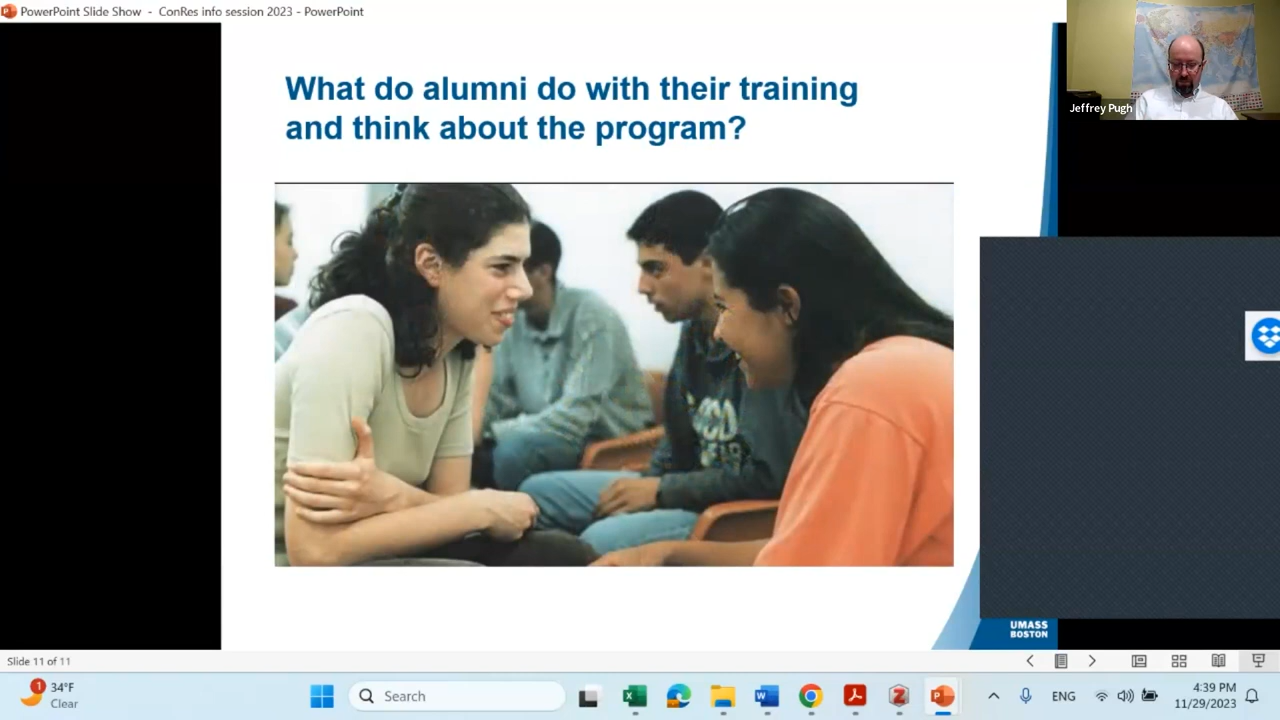 PowerPoint Slide Show - ConRes info session 2023 - PowerPoint
Jeffrey Pugh
What do alumni do with their training
and think about the program?
UMASS
BOSTON
Slide 11 of 11
1
34°F
Clear
Search
ENG
4:39 PM
11/29/2023